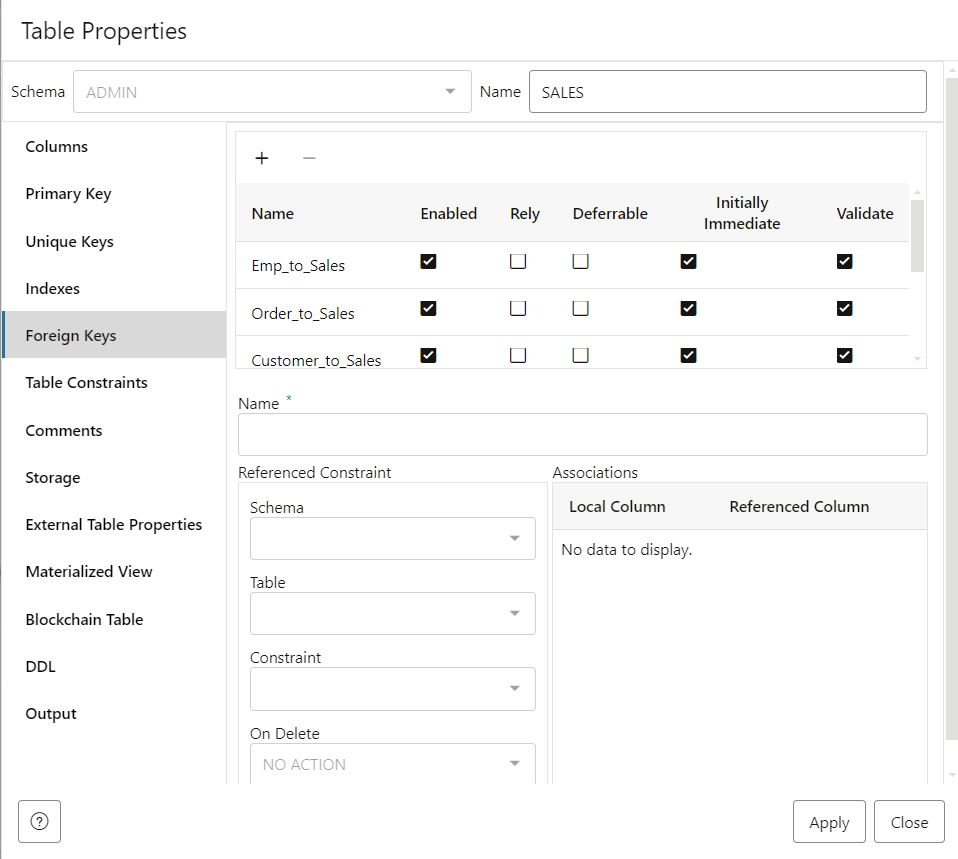 Table Properties
Schema ADMIN Name SALES
Columns
Primary Key
Unique Keys
Indexes
Foreign Keys
Table Constraints
Comments
Storage
External Table Properties
Materialized View
Blockchain Table
DDL
Output
+ −
Name Enabled Rely Deferrable Initially Immediate Validate
Emp_to_Sales
Order_to_Sales
Customer_to_Sales
Name *
Referenced Constraint
Schema
Table
Constraint
On Delete
NO ACTION
Associations
Local Column Referenced Column
No data to display.
?
Apply Close